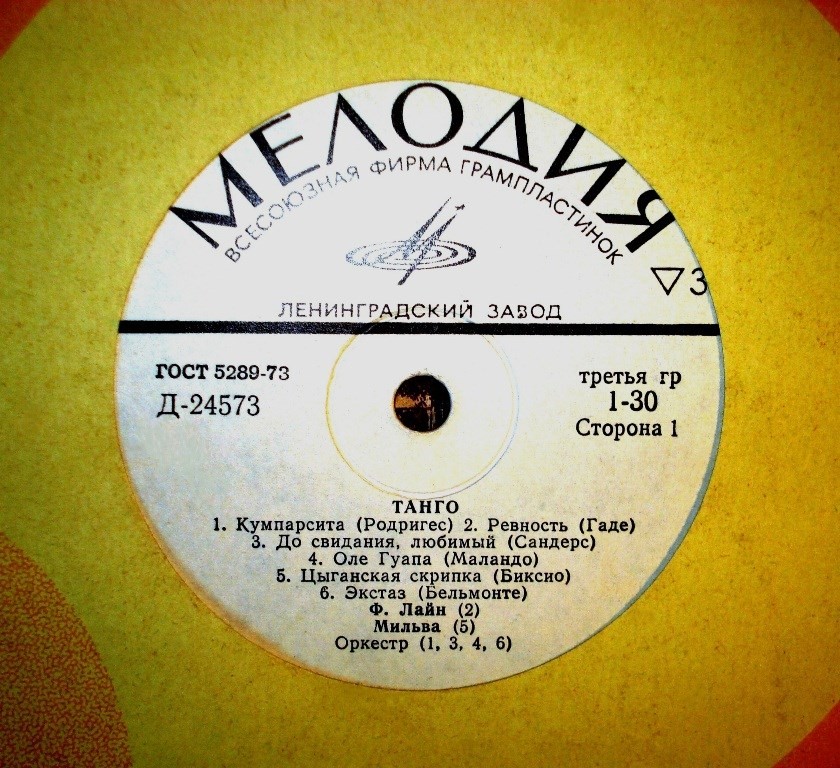 МЕЛОДИЯ
ВСЕСОЮЗНАЯ ФИРМА ГРАМПЛАСТИНОК
▽3
ЛЕНИНГРАДСКИЙ ЗАВОД
ГОСТ 5289-73
Д-24573
третья гр
1-30
Сторона 1
ТАНГО
1. Кумпарсита (Родригес) 2. Ревность (Гаде)
3. До свидания, любимый (Сандерс)
4. Оле Гуапа (Маландо)
5. Цыганская скрипка (Биксио)
6. Экстаз (Бельмонте)
Ф. Лайн (2)
Мильва (5)
Оркестр (1, 3, 4, 6)